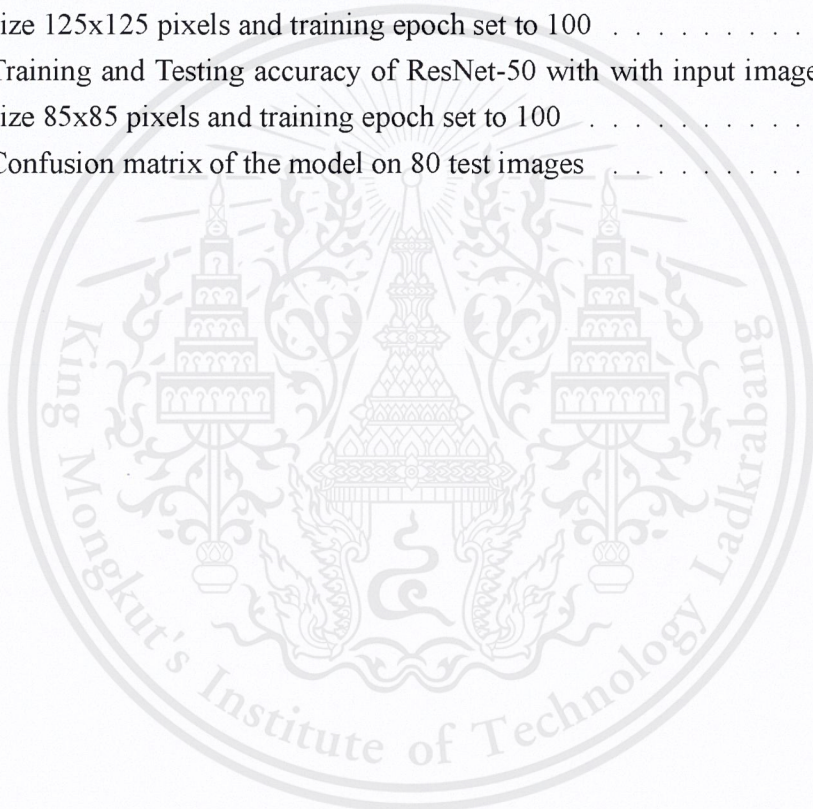 ize 125x125 pixels and training epoch set to 100 . . . . . . . . .
Training and Testing accuracy of ResNet-50 with with input image
ize 85x85 pixels and training epoch set to 100 . . . . . . . . . .
Confusion matrix of the model on 80 test images . . . . . . . . .
King Mongkut's Institute of Technology Ladkrabang